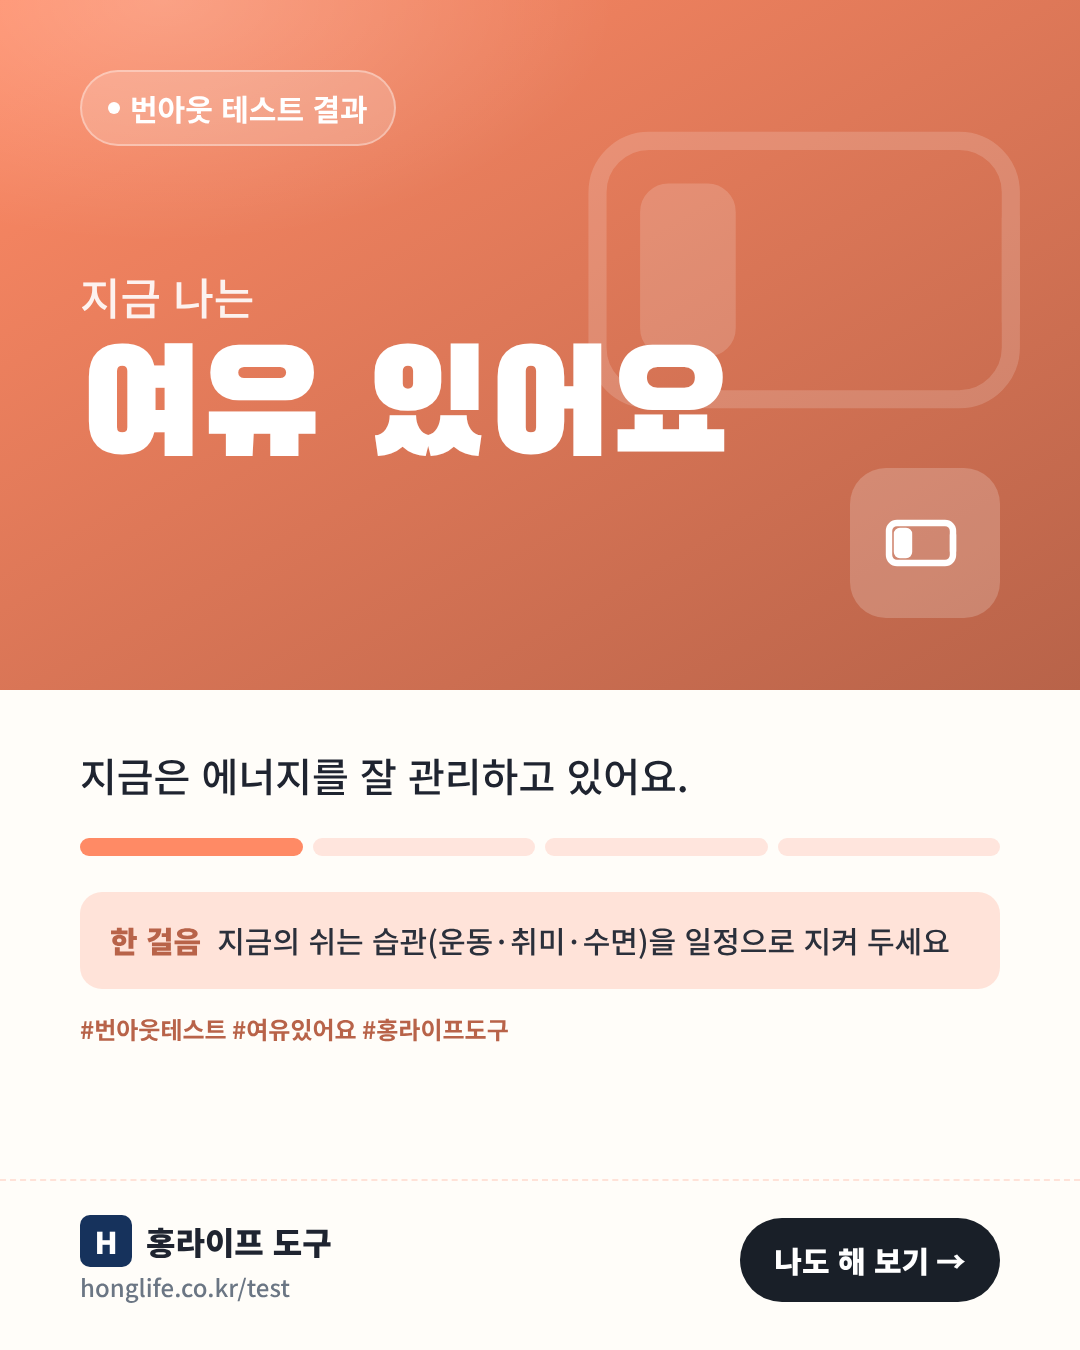 번아웃 테스트 결과
지금 나는
여유 있어요
지금은 에너지를 잘 관리하고 있어요.
한 걸음 지금의 쉬는 습관(운동·취미·수면)을 일정으로 지켜 두세요
#번아웃테스트 #여유있어요 #홍라이프도구
H 홍라이프 도구
honglife.co.kr/test
나도 해 보기 →